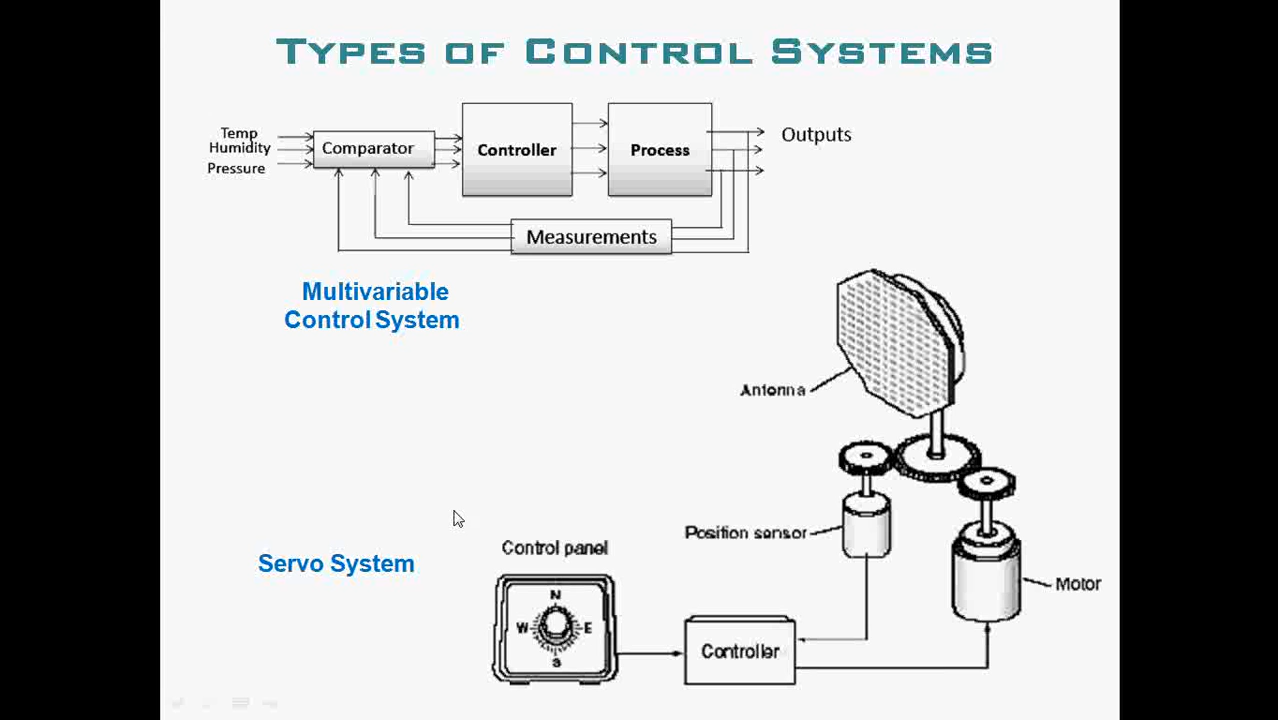 TYPES OF CONTROL SYSTEMS
Temp
Humidity
Pressure
Comparator
Controller
Process
Outputs
Measurements
Multivariable
Control System
Antenna
Position sensor
Servo System
Control panel
Motor
N
W E
S
Controller